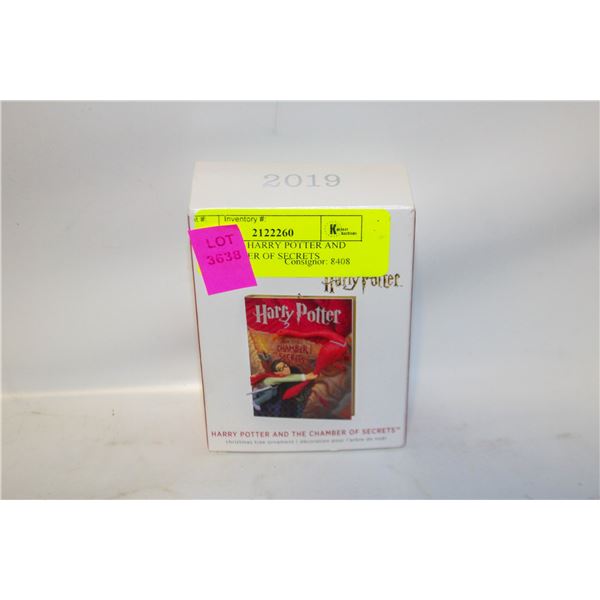 2019
t #:
Inventory #:
2122260
LOT
3638
HARRY POTTER AND
ER OF SECRETS
Consignor: 8408
Harry Potter
Harry Potter
CHAMBER
SECRETS
HARRY POTTER AND THE CHAMBER OF SECRETS™
christmas tree ornament | décoration pour l'arbre de noël